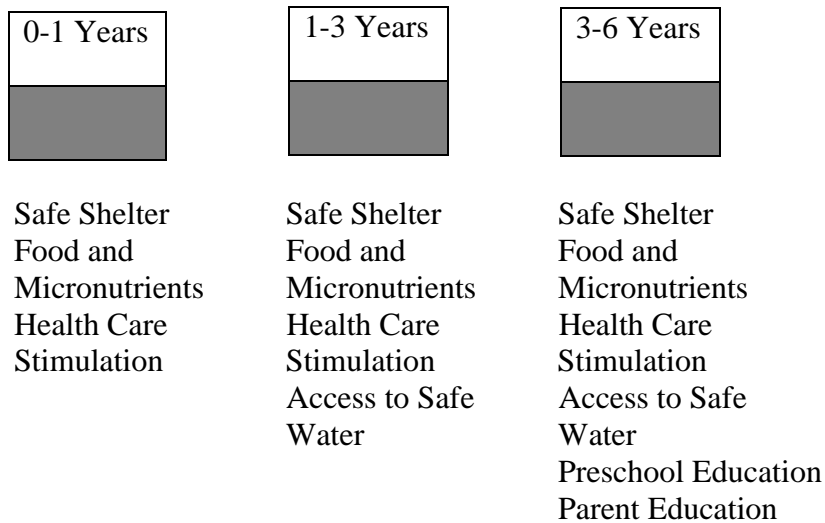 0-1 Years
1-3 Years
3-6 Years
Safe Shelter
Food and
Micronutrients
Health Care
Stimulation
Safe Shelter
Food and
Micronutrients
Health Care
Stimulation
Access to Safe
Water
Safe Shelter
Food and
Micronutrients
Health Care
Stimulation
Access to Safe
Water
Preschool Education
Parent Education